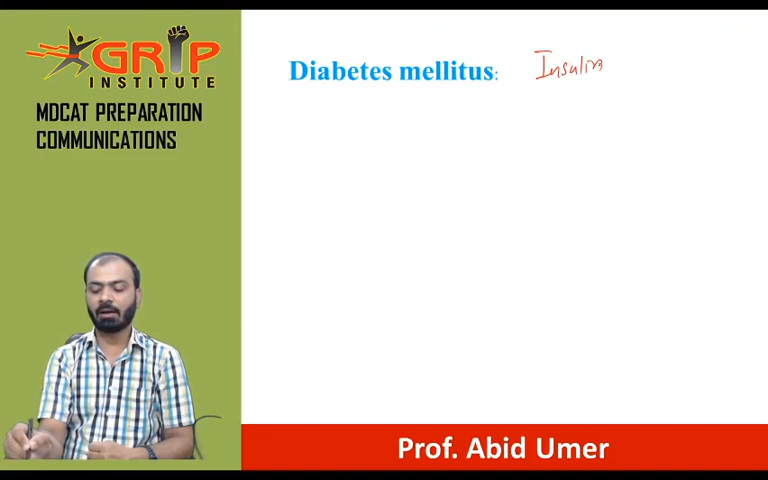 GRIP
INSTITUTE
MDCAT PREPARATION
COMMUNICATIONS
Diabetes mellitus: Insulin
Prof. Abid Umer